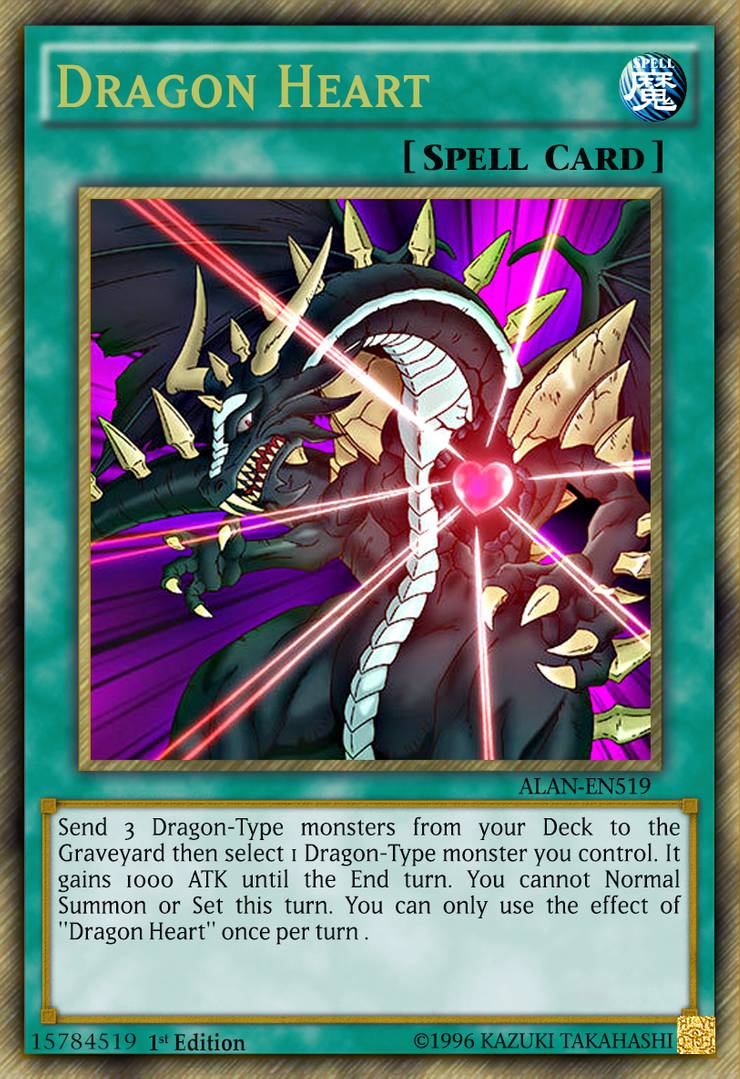 Dragon Heart
SPELL
魔
[ Spell Card ]
ALAN-EN519
Send 3 Dragon-Type monsters from your Deck to the
Graveyard then select 1 Dragon-Type monster you control. It
gains 1000 ATK until the End turn. You cannot Normal
Summon or Set this turn. You can only use the effect of
"Dragon Heart" once per turn .
15784519 1st Edition
©1996 KAZUKI TAKAHASHI